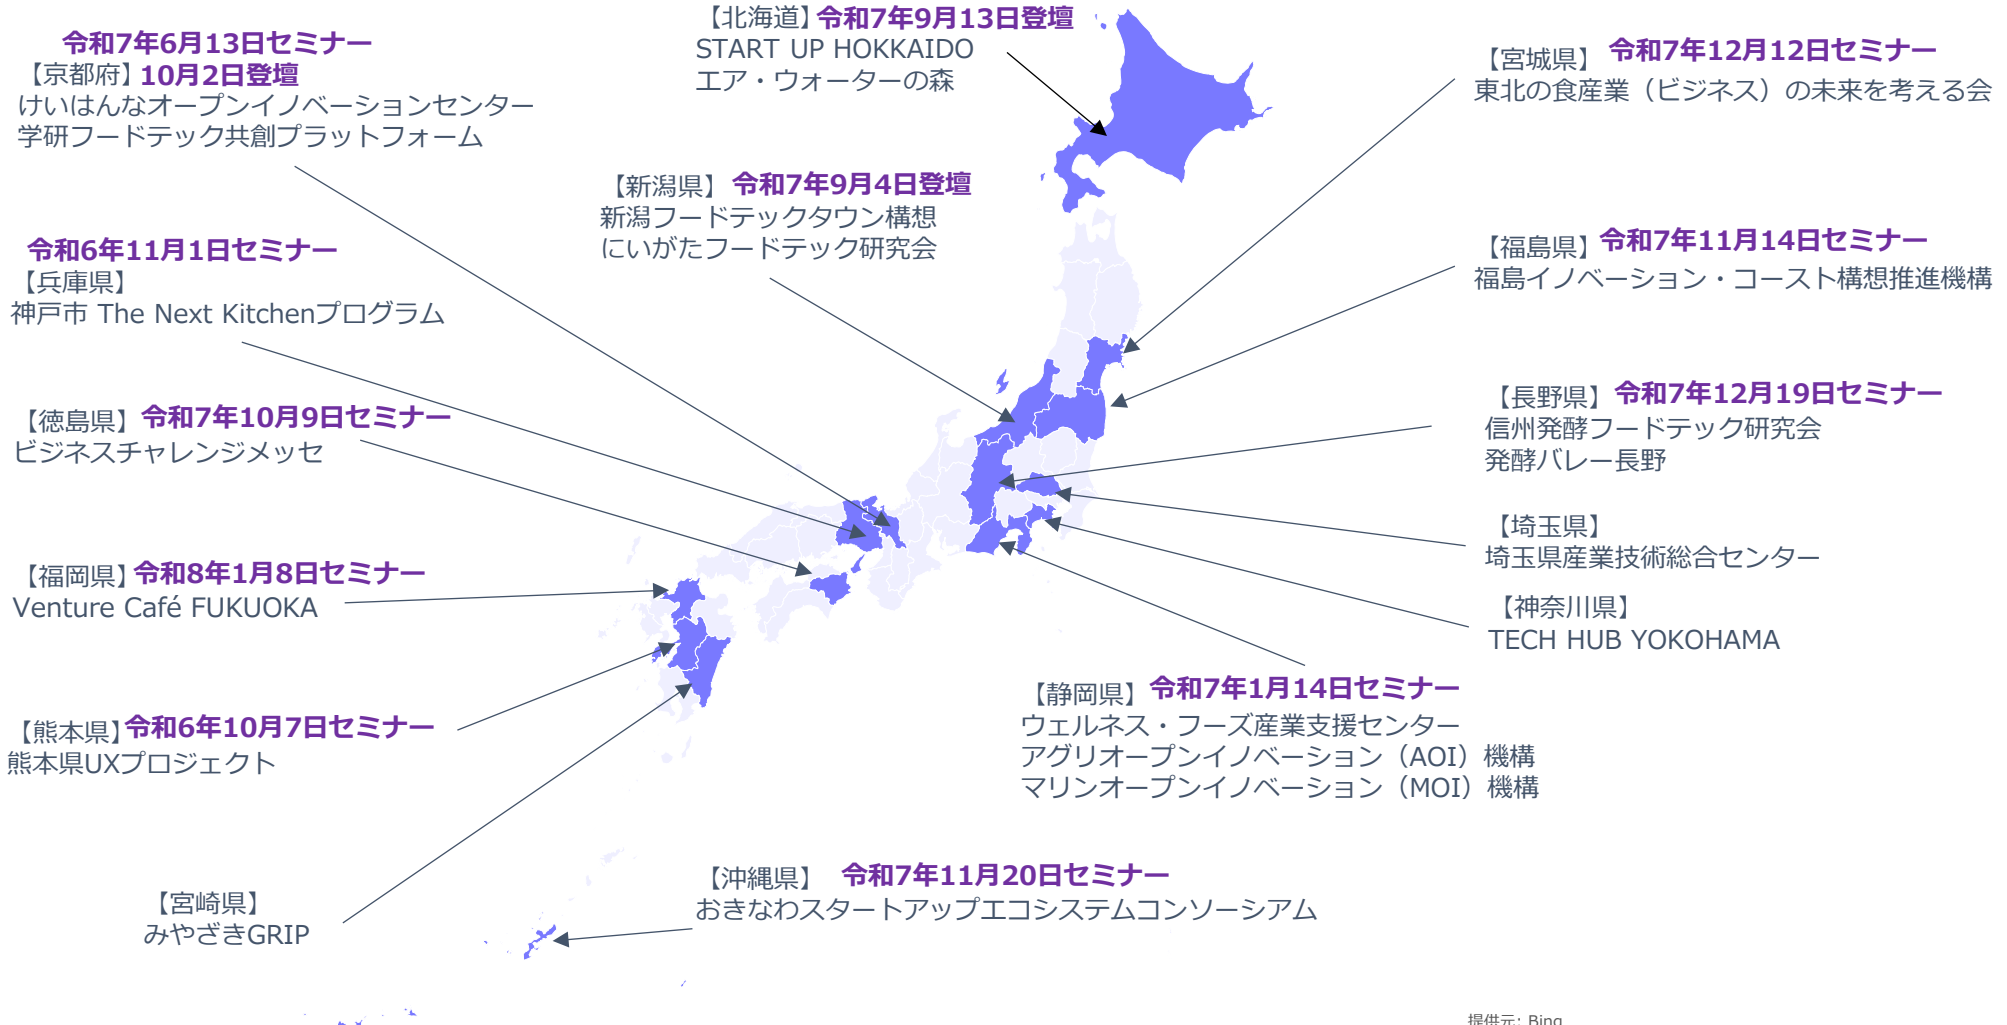 令和7年6月13日セミナー
【京都府】10月2日登壇
けいはんなオープンイノベーションセンター
学研フードテック共創プラットフォーム
【北海道】令和7年9月13日登壇
START UP HOKKAIDO
エア・ウォーターの森
【宮城県】 令和7年12月12日セミナー
東北の食産業（ビジネス）の未来を考える会
【新潟県】 令和7年9月4日登壇
新潟フードテックタウン構想
にいがたフードテック研究会
令和6年11月1日セミナー
【兵庫県】
神戸市 The Next Kitchenプログラム
【福島県】 令和7年11月14日セミナー
福島イノベーション・コースト構想推進機構
【徳島県】 令和7年10月9日セミナー
ビジネスチャレンジメッセ
【長野県】 令和7年12月19日セミナー
信州発酵フードテック研究会
発酵バレー長野
【埼玉県】
埼玉県産業技術総合センター
【福岡県】令和8年1月8日セミナー
Venture Café FUKUOKA
【神奈川県】
TECH HUB YOKOHAMA
【静岡県】 令和7年1月14日セミナー
ウェルネス・フーズ産業支援センター
アグリオープンイノベーション（AOI）機構
マリンオープンイノベーション（MOI）機構
【熊本県】令和6年10月7日セミナー
熊本県UXプロジェクト
【沖縄県】 令和7年11月20日セミナー
おきなわスタートアップエコシステムコンソーシアム
【宮崎県】
みやざきGRIP
提供元: Bing